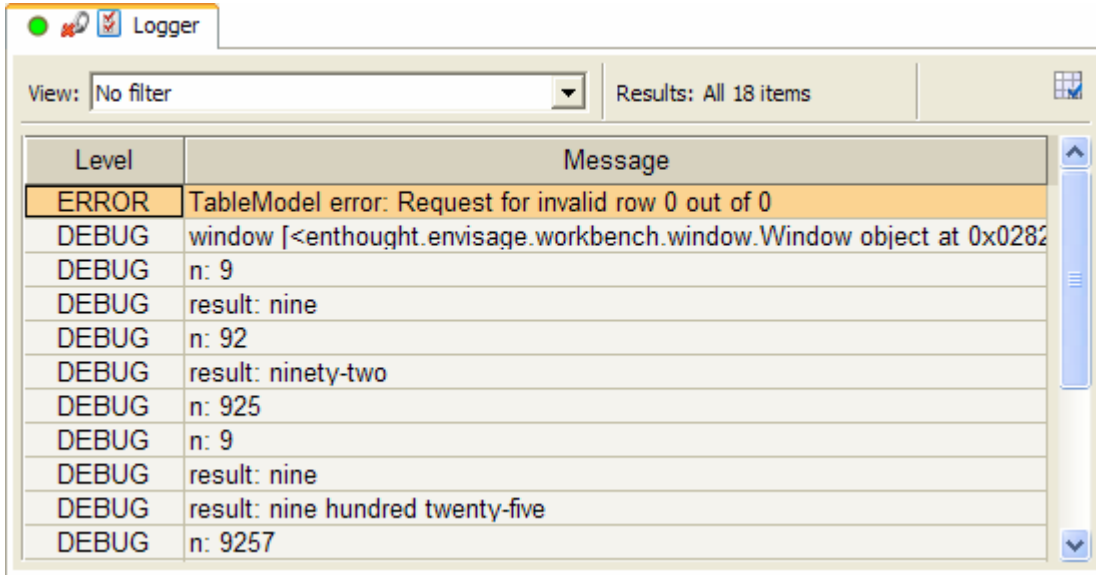 Logger
View: No filter Results: All 18 items
Level Message
ERROR TableModel error: Request for invalid row 0 out of 0
DEBUG window [<enthought.envisage.workbench.window.Window object at 0x0282
DEBUG n: 9
DEBUG result: nine
DEBUG n: 92
DEBUG result: ninety-two
DEBUG n: 925
DEBUG n: 9
DEBUG result: nine
DEBUG result: nine hundred twenty-five
DEBUG n: 9257